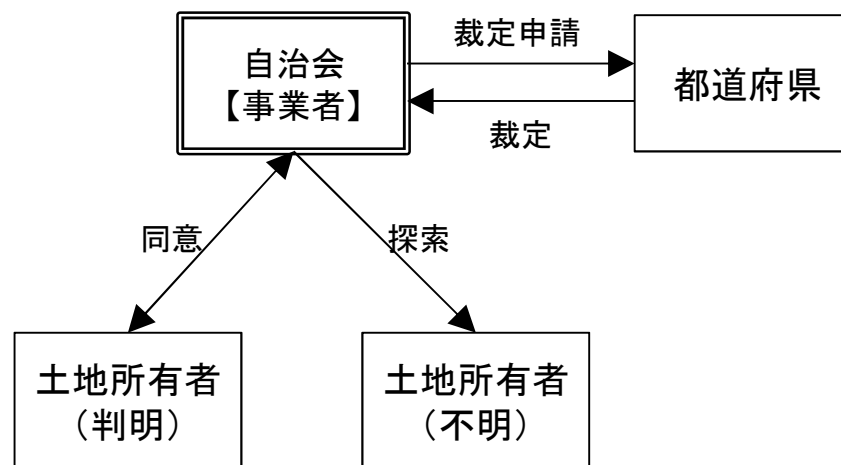 自治会
【事業者】
裁定申請
裁定
都道府県
同意
探索
土地所有者
（判明）
土地所有者
（不明）